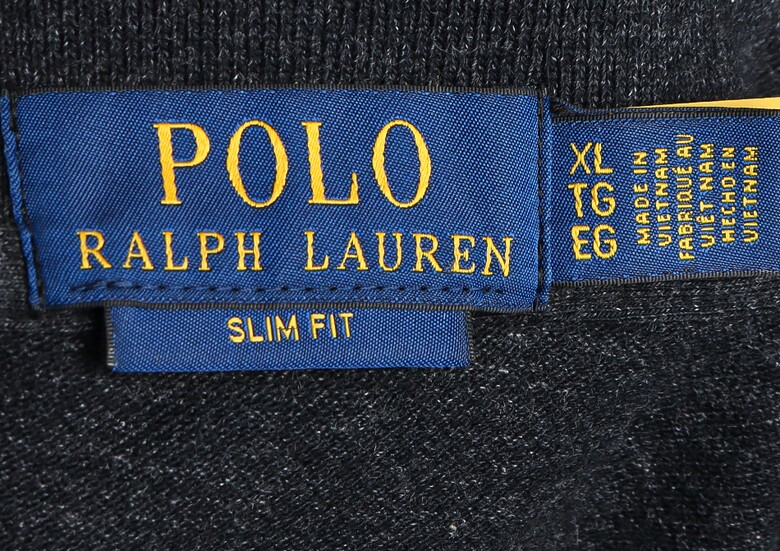 POLO
RALPH LAUREN
SLIM FIT
XL
TG
EG
MADE IN
VIETNAM
FABRIQUÉ AU
VIÊT NAM
HECHO EN
VIETNAM